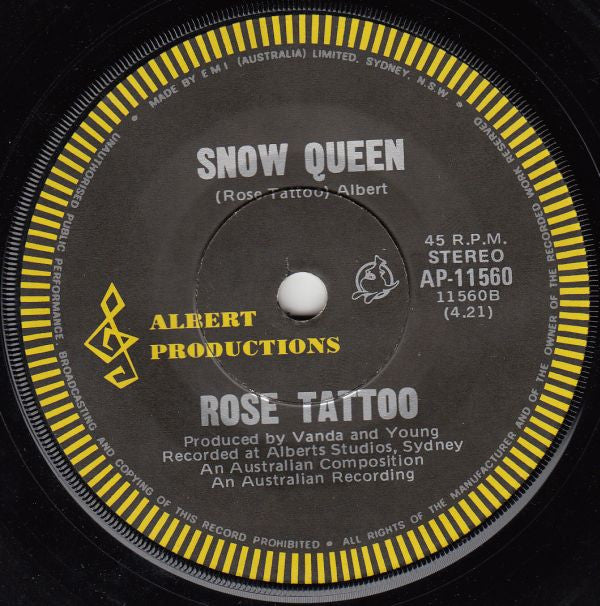 MADE BY E M I (AUSTRALIA) LIMITED, SYDNEY, N.S.W. •
UNAUTHORISED PUBLIC PERFORMANCE, BROADCASTING AND COPYING OF THIS RECORD PROHIBITED • ALL RIGHTS OF THE MANUFACTURER AND OF THE OWNER OF THE RECORDED WORK RESERVED
SNOW QUEEN
(Rose Tattoo) Albert
45 R.P.M.
STEREO
AP-11560
11560B
(4.21)
ALBERT
PRODUCTIONS
ROSE TATTOO
Produced by Vanda and Young
Recorded at Alberts Studios, Sydney
An Australian Composition
An Australian Recording